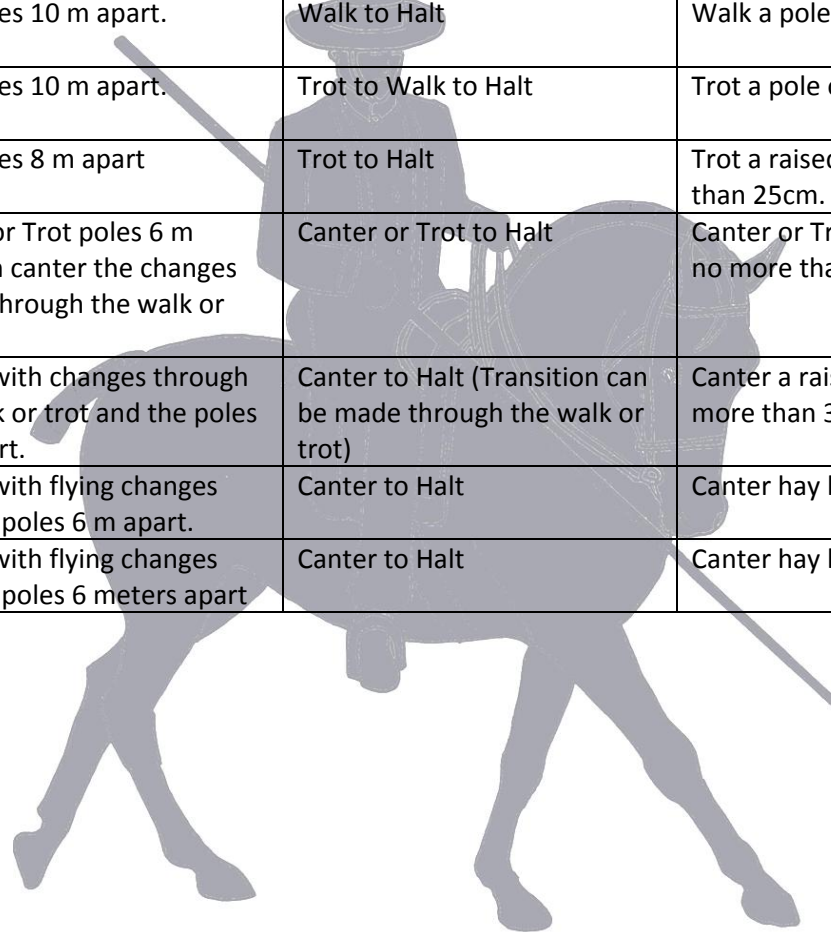 es 10 m apart.
Walk to Halt
Walk a pole
es 10 m apart.
Trot to Walk to Halt
Trot a pole
es 8 m apart
Trot to Halt
Trot a raised
than 25cm.
or Trot poles 6 m
canter the changes
through the walk or
Canter or Trot to Halt
Canter or Tr
no more tha
with changes through
k or trot and the poles
rt.
Canter to Halt (Transition can
be made through the walk or
trot)
Canter a rai
more than 3
with flying changes
poles 6 m apart.
Canter to Halt
Canter hay
with flying changes
poles 6 meters apart
Canter to Halt
Canter hay